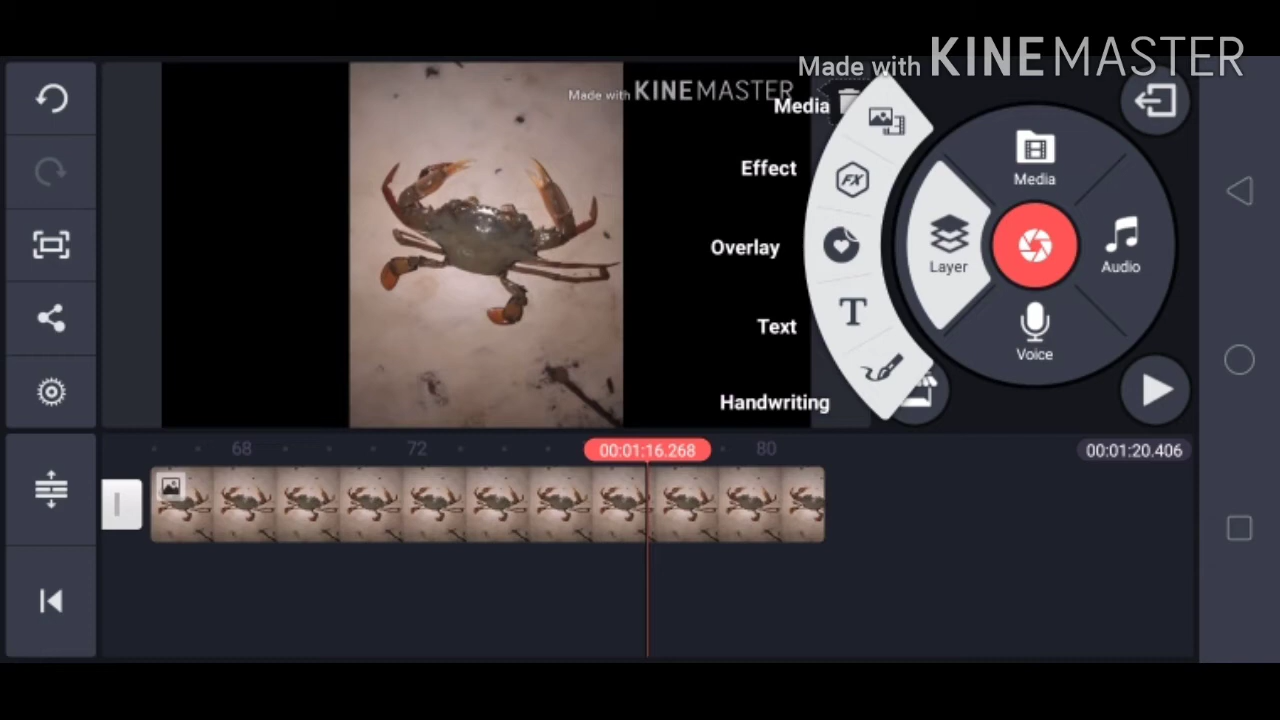 Made with KINEMASTER
Made with KINEMASTER
Media
Effect
Overlay
Text
Handwriting
FX
T
Media
Layer
Audio
Voice
68
72
00:01:16.268
80
00:01:20.406